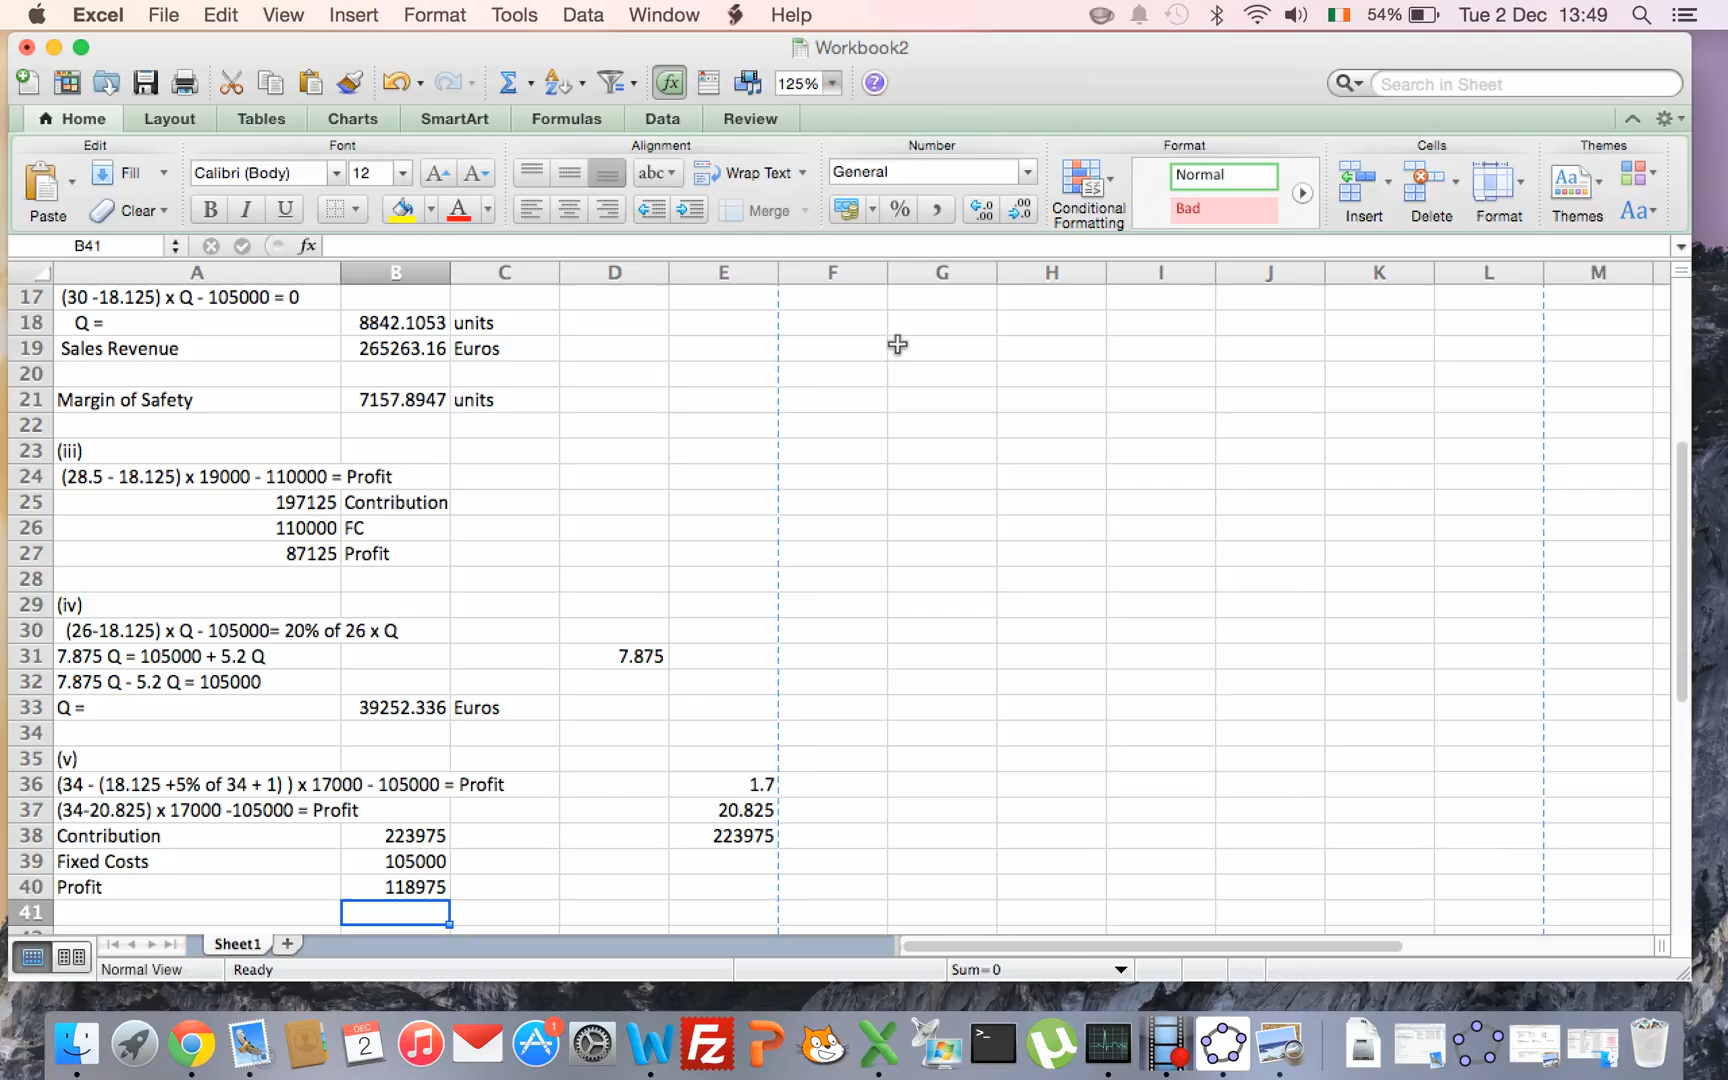 Excel File Edit View Insert Format Tools Data Window Help 54% Tue 2 Dec 13:49
Workbook2
125% Search in Sheet
Home Layout Tables Charts SmartArt Formulas Data Review
Edit Font Alignment Number Format Cells Themes
Fill Calibri (Body) 12 A A abc Wrap Text General Normal
Paste Clear B I U A Merge % , .0 .00 .00 .0 Conditional Formatting Bad Insert Delete Format Themes Aa
B41 fx
A B C D E F G H I J K L M
17 (30 -18.125) x Q - 105000 = 0
18 Q = 8842.1053 units
19 Sales Revenue 265263.16 Euros
20
21 Margin of Safety 7157.8947 units
22
23 (iii)
24 (28.5 - 18.125) x 19000 - 110000 = Profit
25 197125 Contribution
26 110000 FC
27 87125 Profit
28
29 (iv)
30 (26-18.125) x Q - 105000= 20% of 26 x Q
31 7.875 Q = 105000 + 5.2 Q 7.875
32 7.875 Q - 5.2 Q = 105000
33 Q = 39252.336 Euros
34
35 (v)
36 (34 - (18.125 +5% of 34 + 1) ) x 17000 - 105000 = Profit 1.7
37 (34-20.825) x 17000 -105000 = Profit 20.825
38 Contribution 223975 223975
39 Fixed Costs 105000
40 Profit 118975
41
Sheet1
Normal View Ready Sum=0
DEC 2 1 W Fz P X